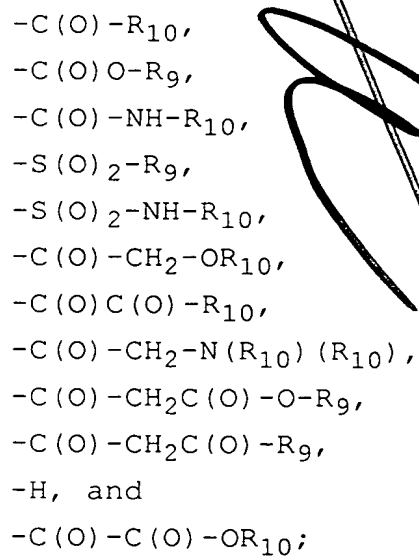 -C(O)-R10,
-C(O)O-R9,
-C(O)-NH-R10,
-S(O)2-R9,
-S(O)2-NH-R10,
-C(O)-CH2-OR10,
-C(O)C(O)-R10,
-C(O)-CH2-N(R10)(R10),
-C(O)-CH2C(O)-O-R9,
-C(O)-CH2C(O)-R9,
-H, and
-C(O)-C(O)-OR10;